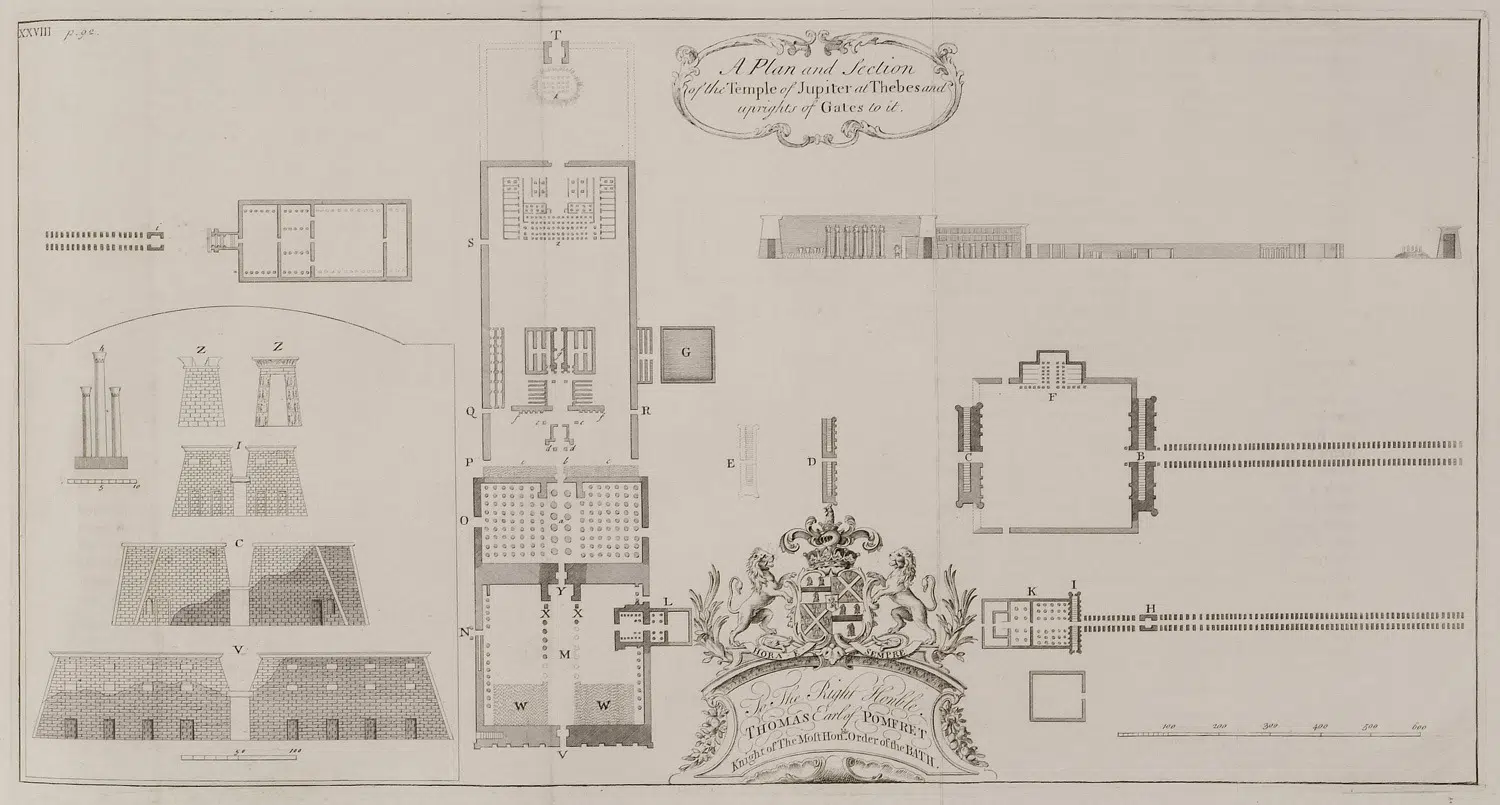 XXVIII p. 92.
A Plan and Section
of the Temple of Jupiter at Thebes and
uprights of Gates to it.
T
k
i
S
z
h
Z Z
G
F
g
Q f f R
e e
d d
E D C B
P c b c
I
5 10
O a
C
Y
X X L K I H
N
M
V
HORA E SEMPRE
W W
To The Right Honble.
THOMAS Earl of POMFRET
Knight of The Most Hon. Order of the BATH.
100 200 300 400 500 600
50 100
V